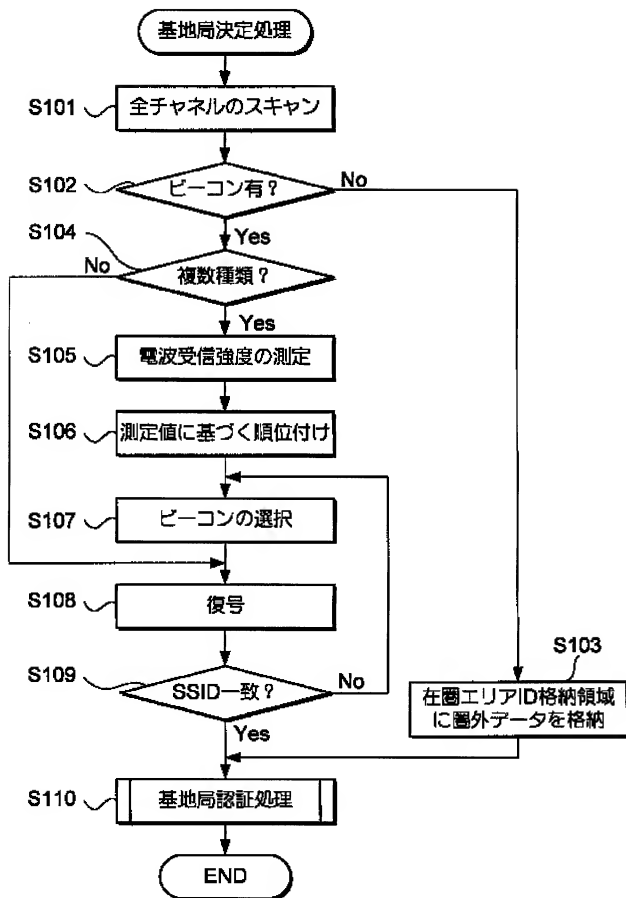 基地局決定処理
S101
全チャネルのスキャン
S102
ビーコン有?
No
Yes
S104
複数種類?
No
Yes
S105
電波受信強度の測定
S106
測定値に基づく順位付け
S107
ビーコンの選択
S108
復号
S109
SSID一致?
No
Yes
S103
在圏エリアID格納領域
に圏外データを格納
S110
基地局認証処理
END